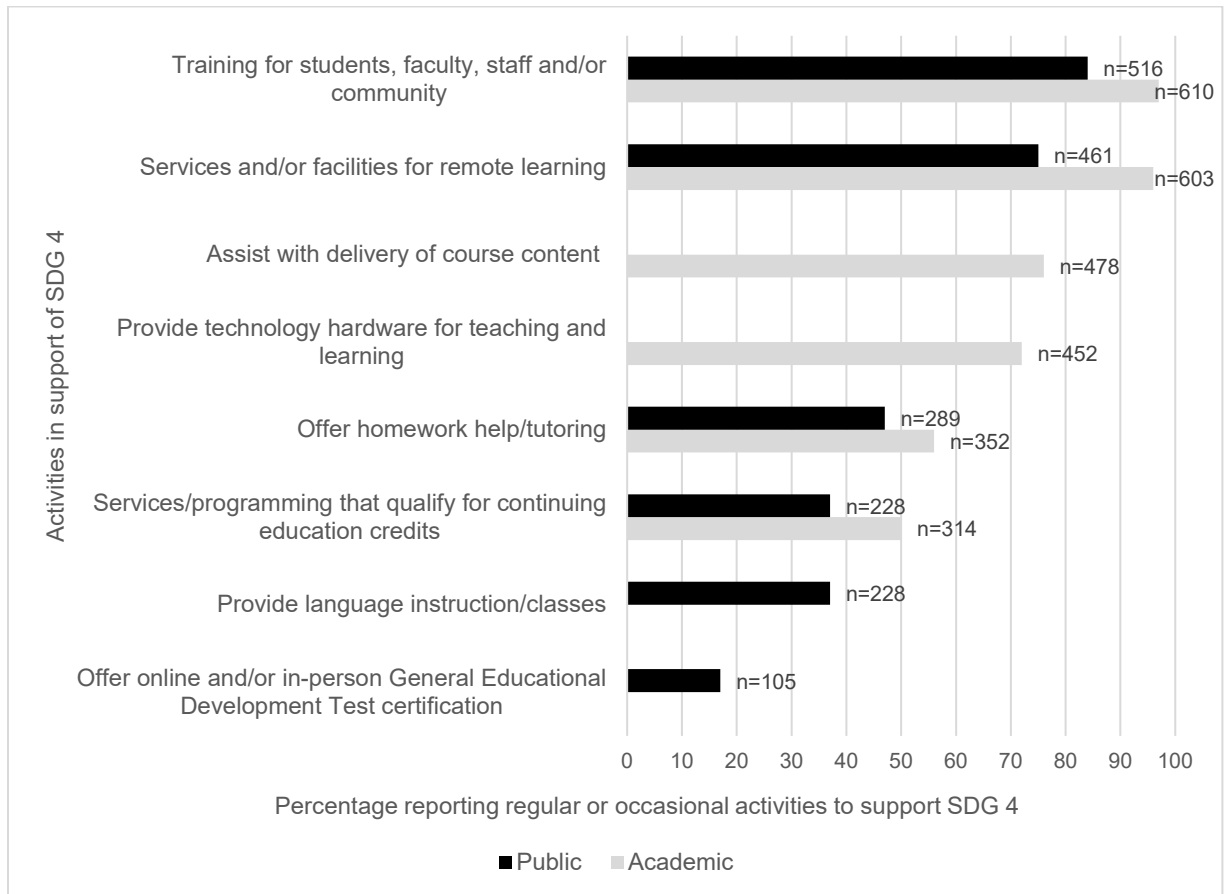 Training for students, faculty, staff and/or
community
n=516
n=610
Services and/or facilities for remote learning
n=461
n=603
Assist with delivery of course content
n=478
Provide technology hardware for teaching and
learning
n=452
Offer homework help/tutoring
n=289
n=352
Services/programming that qualify for continuing
education credits
n=228
n=314
Provide language instruction/classes
n=228
Offer online and/or in-person General Educational
Development Test certification
n=105
Activities in support of SDG 4
0 10 20 30 40 50 60 70 80 90 100
Percentage reporting regular or occasional activities to support SDG 4
Public Academic